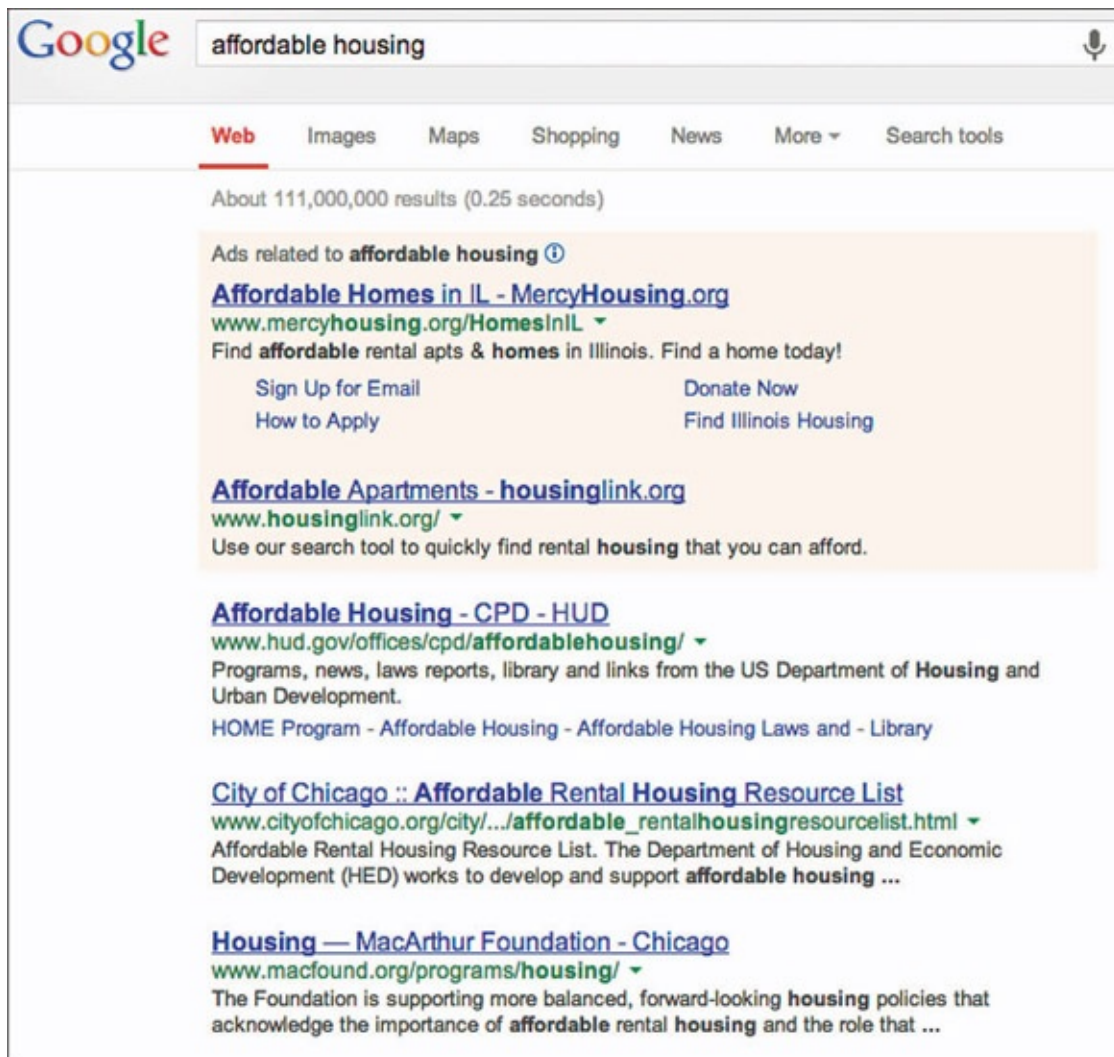 Google affordable housing
Web Images Maps Shopping News More Search tools
About 111,000,000 results (0.25 seconds)
Ads related to affordable housing
Affordable Homes in IL - MercyHousing.org
www.mercyhousing.org/HomesInIL
Find affordable rental apts & homes in Illinois. Find a home today!
Sign Up for Email Donate Now
How to Apply Find Illinois Housing
Affordable Apartments - housinglink.org
www.housinglink.org/
Use our search tool to quickly find rental housing that you can afford.
Affordable Housing - CPD - HUD
www.hud.gov/offices/cpd/affordablehousing/
Programs, news, laws reports, library and links from the US Department of Housing and
Urban Development.
HOME Program - Affordable Housing - Affordable Housing Laws and - Library
City of Chicago :: Affordable Rental Housing Resource List
www.cityofchicago.org/city/.../affordable_rentalhousingresourcelist.html
Affordable Rental Housing Resource List. The Department of Housing and Economic
Development (HED) works to develop and support affordable housing ...
Housing — MacArthur Foundation - Chicago
www.macfound.org/programs/housing/
The Foundation is supporting more balanced, forward-looking housing policies that
acknowledge the importance of affordable rental housing and the role that ...